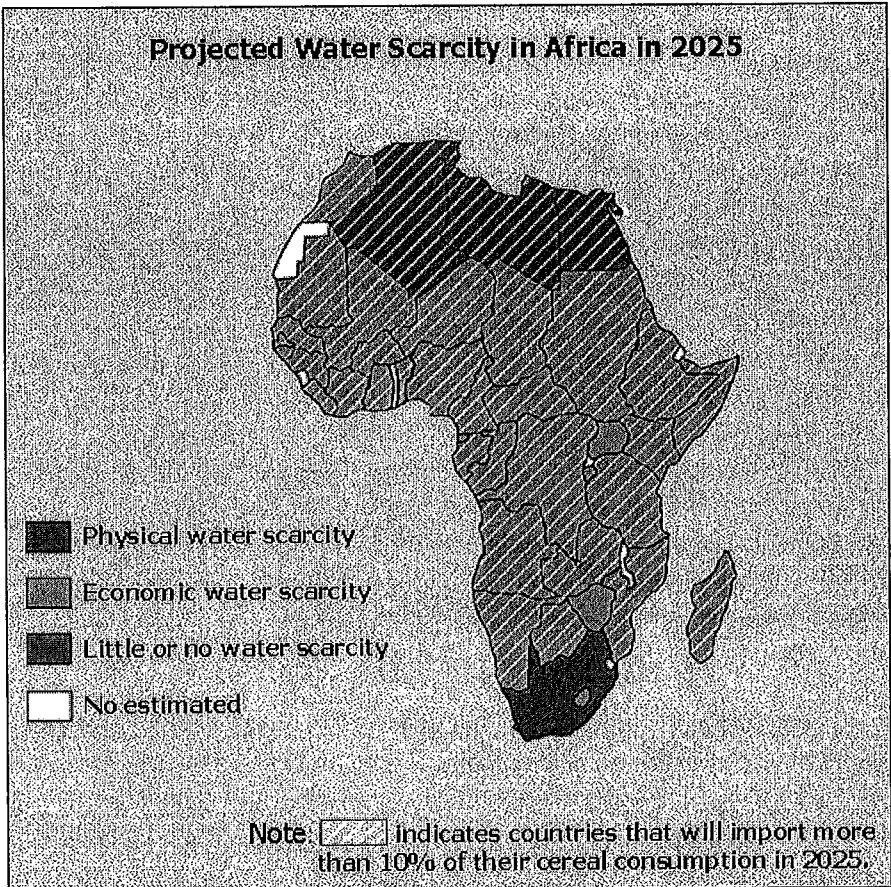 Projected Water Scarcity in Africa in 2025
Physical water scarcity
Economic water scarcity
Little or no water scarcity
No estimated
Note: indicates countries that will import more
than 10% of their cereal consumption in 2025.